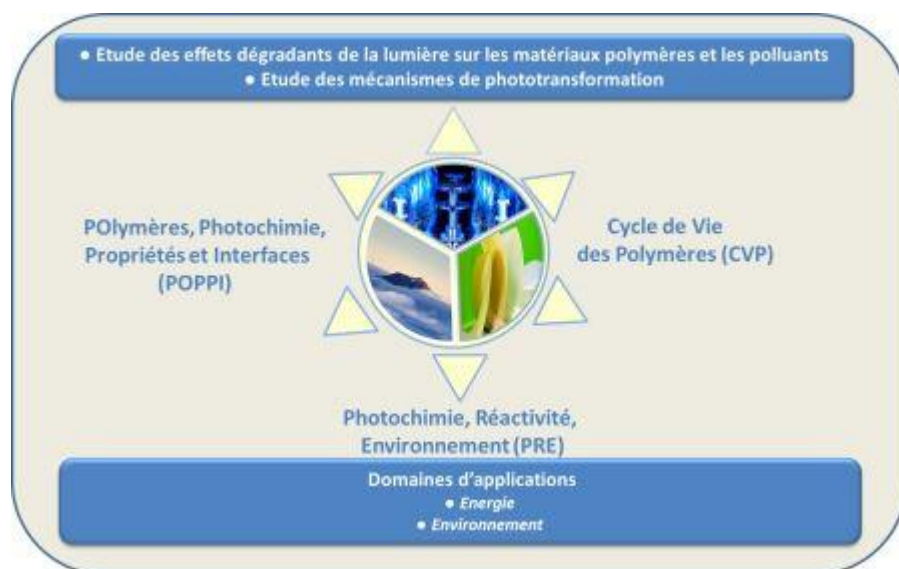 ● Etude des effets dégradants de la lumière sur les matériaux polymères et les polluants
● Etude des mécanismes de phototransformation
POlymères, Photochimie,
Propriétés et Interfaces
(POPPI)
Cycle de Vie
des Polymères (CVP)
Photochimie, Réactivité,
Environnement (PRE)
Domaines d'applications
● Energie
● Environnement